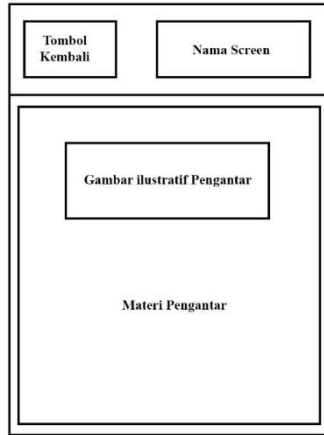 Tombol
Kembali
Nama Screen
Gambar ilustratif Pengantar
Materi Pengantar